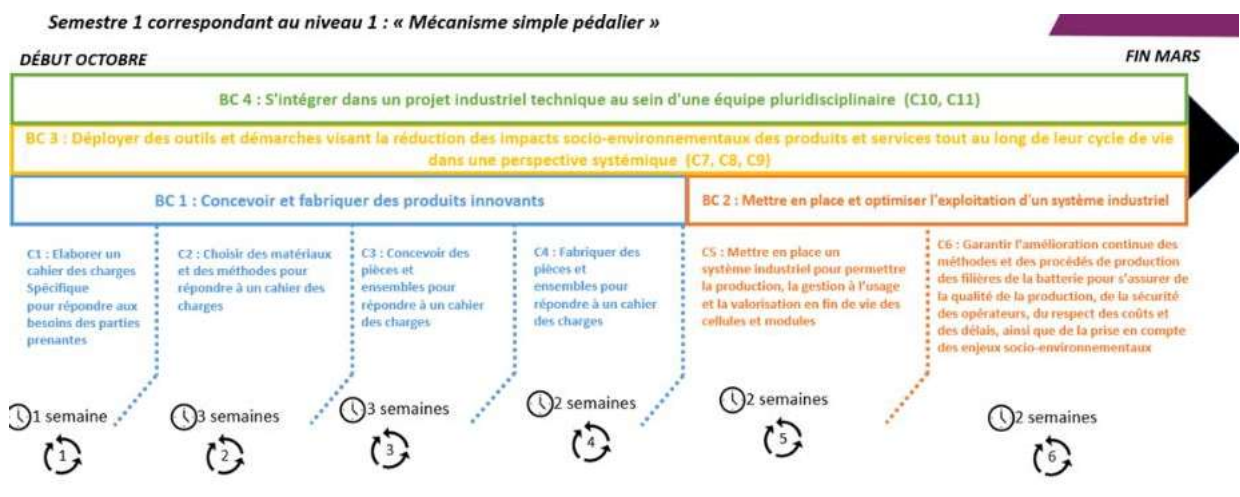 Semestre 1 correspondant au niveau 1 : « Mécanisme simple pédalier »
DÉBUT OCTOBRE
FIN MARS
BC 4 : S'intégrer dans un projet industriel technique au sein d'une équipe pluridisciplinaire (C10, C11)
BC 3 : Déployer des outils et démarches visant la réduction des impacts socio-environnementaux des produits et services tout au long de leur cycle de vie
dans une perspective systémique (C7, C8, C9)
BC 1 : Concevoir et fabriquer des produits innovants
BC 2 : Mettre en place et optimiser l'exploitation d'un système industriel
C1 : Elaborer un
cahier des charges
Spécifique
pour répondre aux
besoins des parties
prenantes
C2 : Choisir des matériaux
et des méthodes pour
répondre à un cahier des
charges
C3 : Concevoir des
pièces et
ensembles pour
répondre à un cahier
des charges
C4 : Fabriquer des
pièces et
ensembles pour
répondre à un cahier
des charges
C5 : Mettre en place un
système industriel pour permettre
la production, la gestion à l'usage
et la valorisation en fin de vie des
cellules et modules
C6 : Garantir l'amélioration continue des
méthodes et des procédés de production
des filières de la batterie pour s'assurer de
la qualité de la production, de la sécurité
des opérateurs, du respect des coûts et
des délais, ainsi que de la prise en compte
des enjeux socio-environnementaux
1 semaine
3 semaines
3 semaines
2 semaines
2 semaines
2 semaines
1
2
3
4
5
6